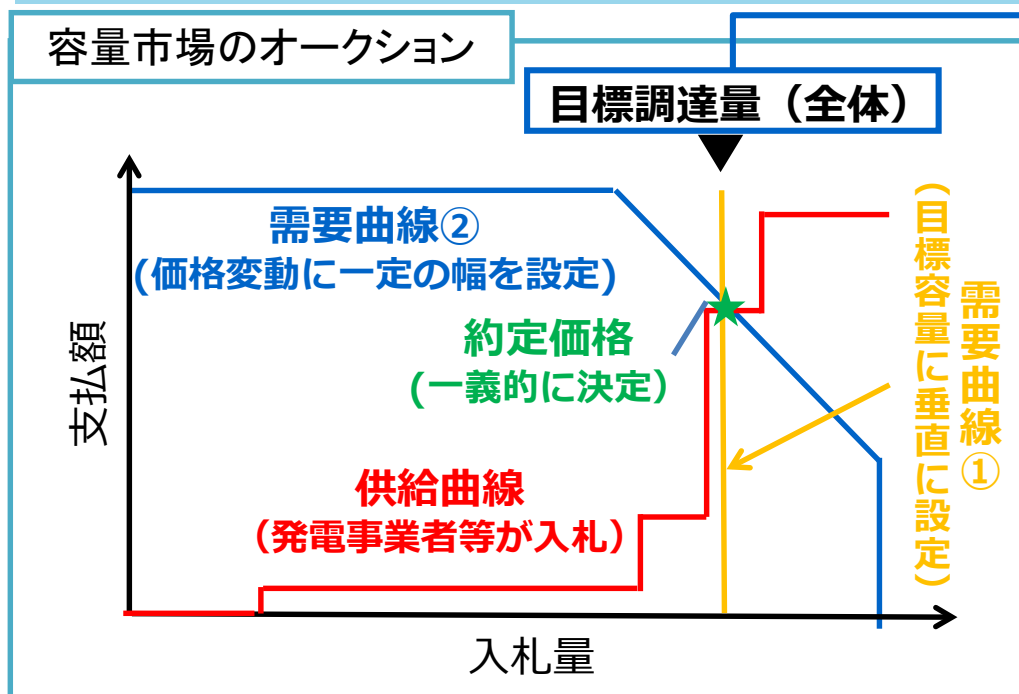 容量市場のオークション
目標調達量（全体）
需要曲線②
(価格変動に一定の幅を設定)
約定価格
(一義的に決定）
供給曲線
（発電事業者等が入札）
支払額
入札量
需要曲線①
（目標容量に垂直に設定）